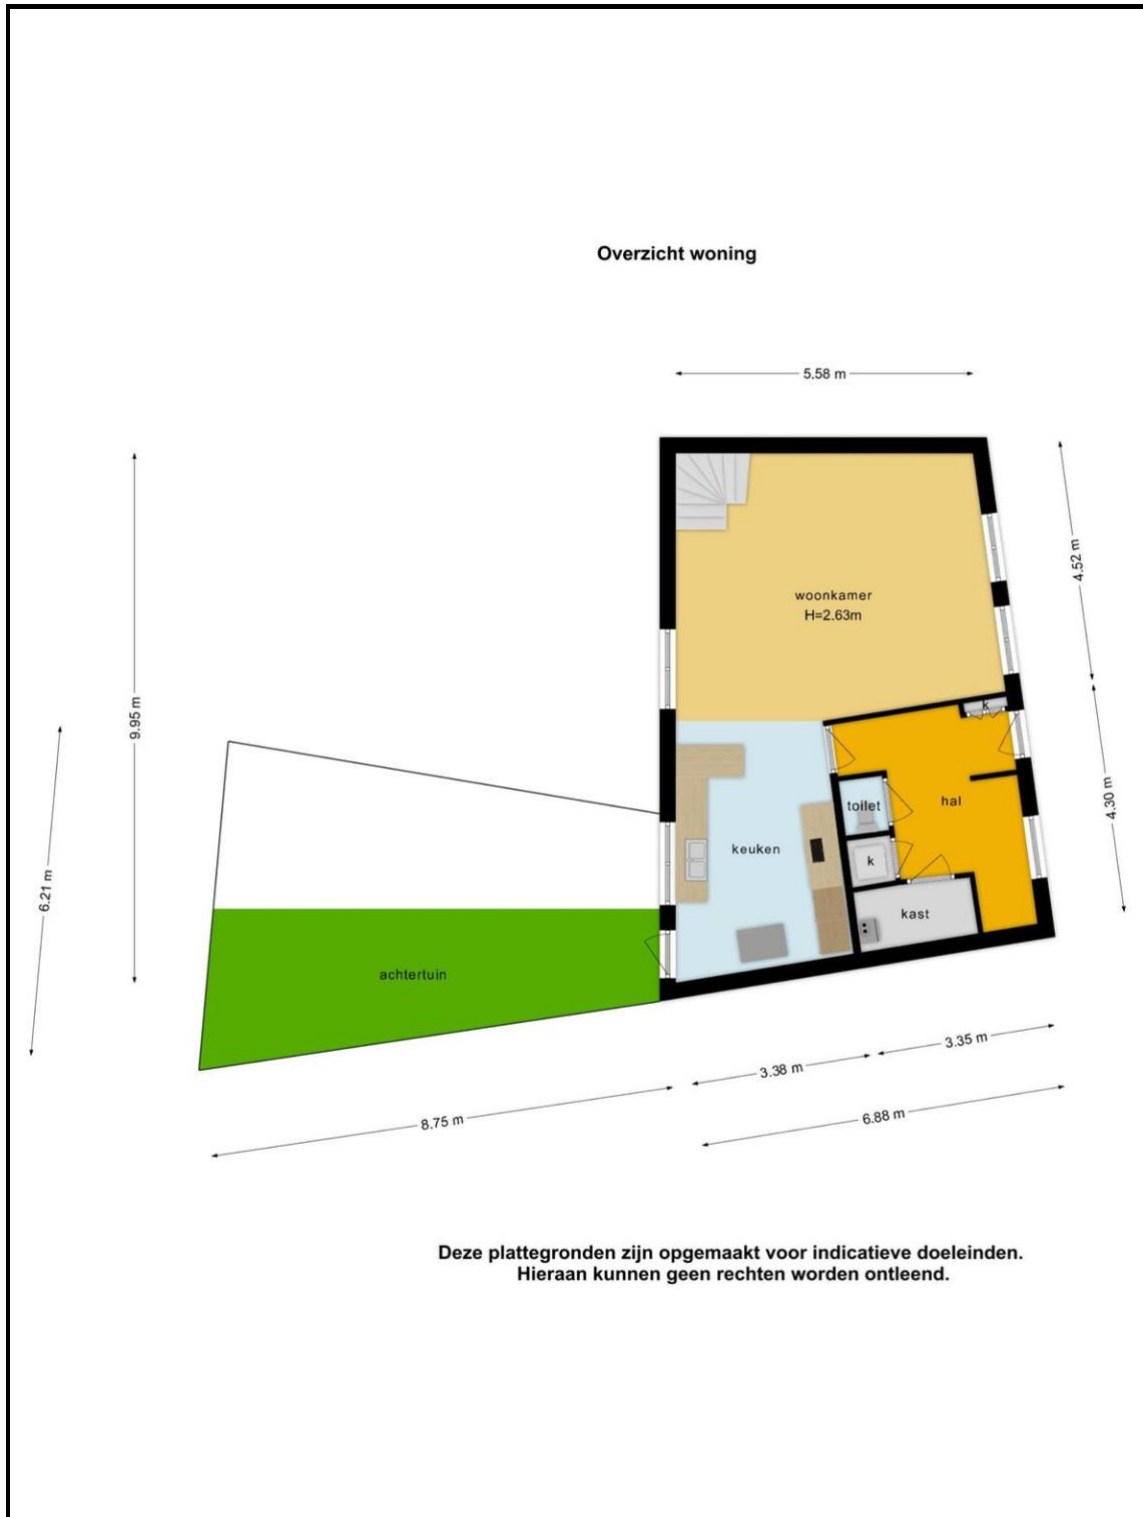 Overzicht woning
5.58 m
4.52 m
woonkamer
H=2.63m
9.95 m
k
4.30 m
toilet
hal
keuken
k
6.21 m
kast
achtertuin
3.35 m
3.38 m
6.88 m
8.75 m
Deze plattegronden zijn opgemaakt voor indicatieve doeleinden.
Hieraan kunnen geen rechten worden ontleend.